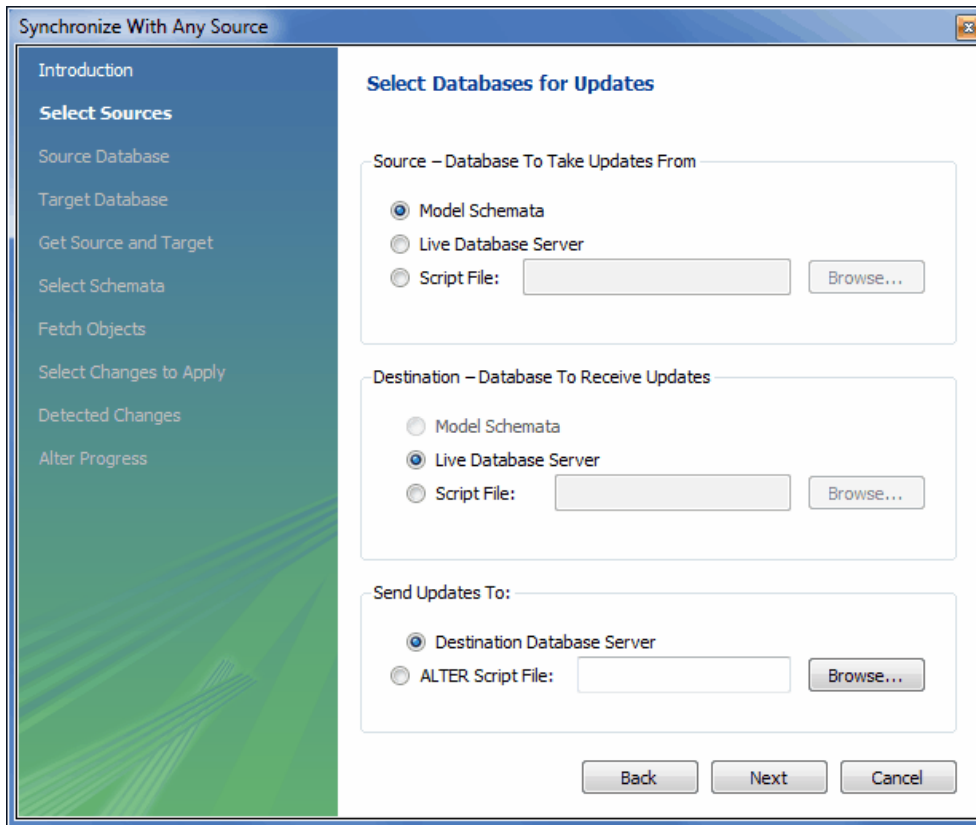 Synchronize With Any Source
Introduction
Select Sources
Source Database
Target Database
Get Source and Target
Select Schemata
Fetch Objects
Select Changes to Apply
Detected Changes
Alter Progress
Select Databases for Updates
Source – Database To Take Updates From
Model Schemata
Live Database Server
Script File: Browse...
Destination – Database To Receive Updates
Model Schemata
Live Database Server
Script File: Browse...
Send Updates To:
Destination Database Server
ALTER Script File: Browse...
Back Next Cancel